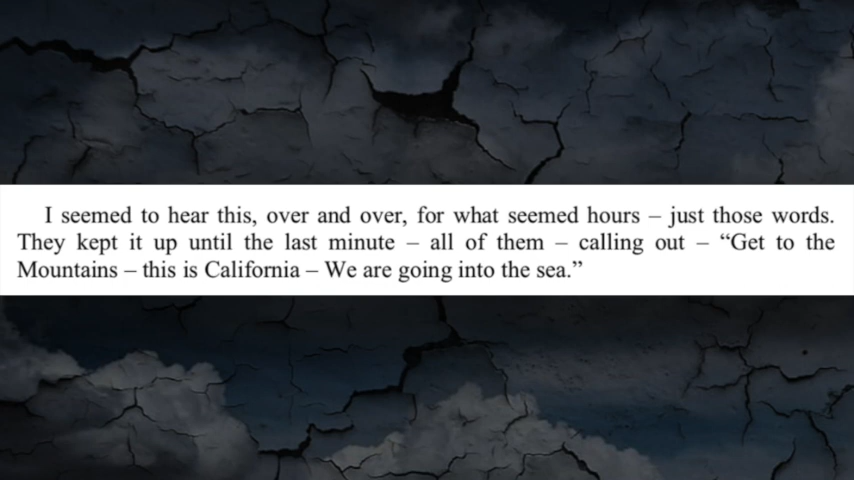 I seemed to hear this, over and over, for what seemed hours – just those words.
They kept it up until the last minute – all of them – calling out – “Get to the
Mountains – this is California – We are going into the sea.”